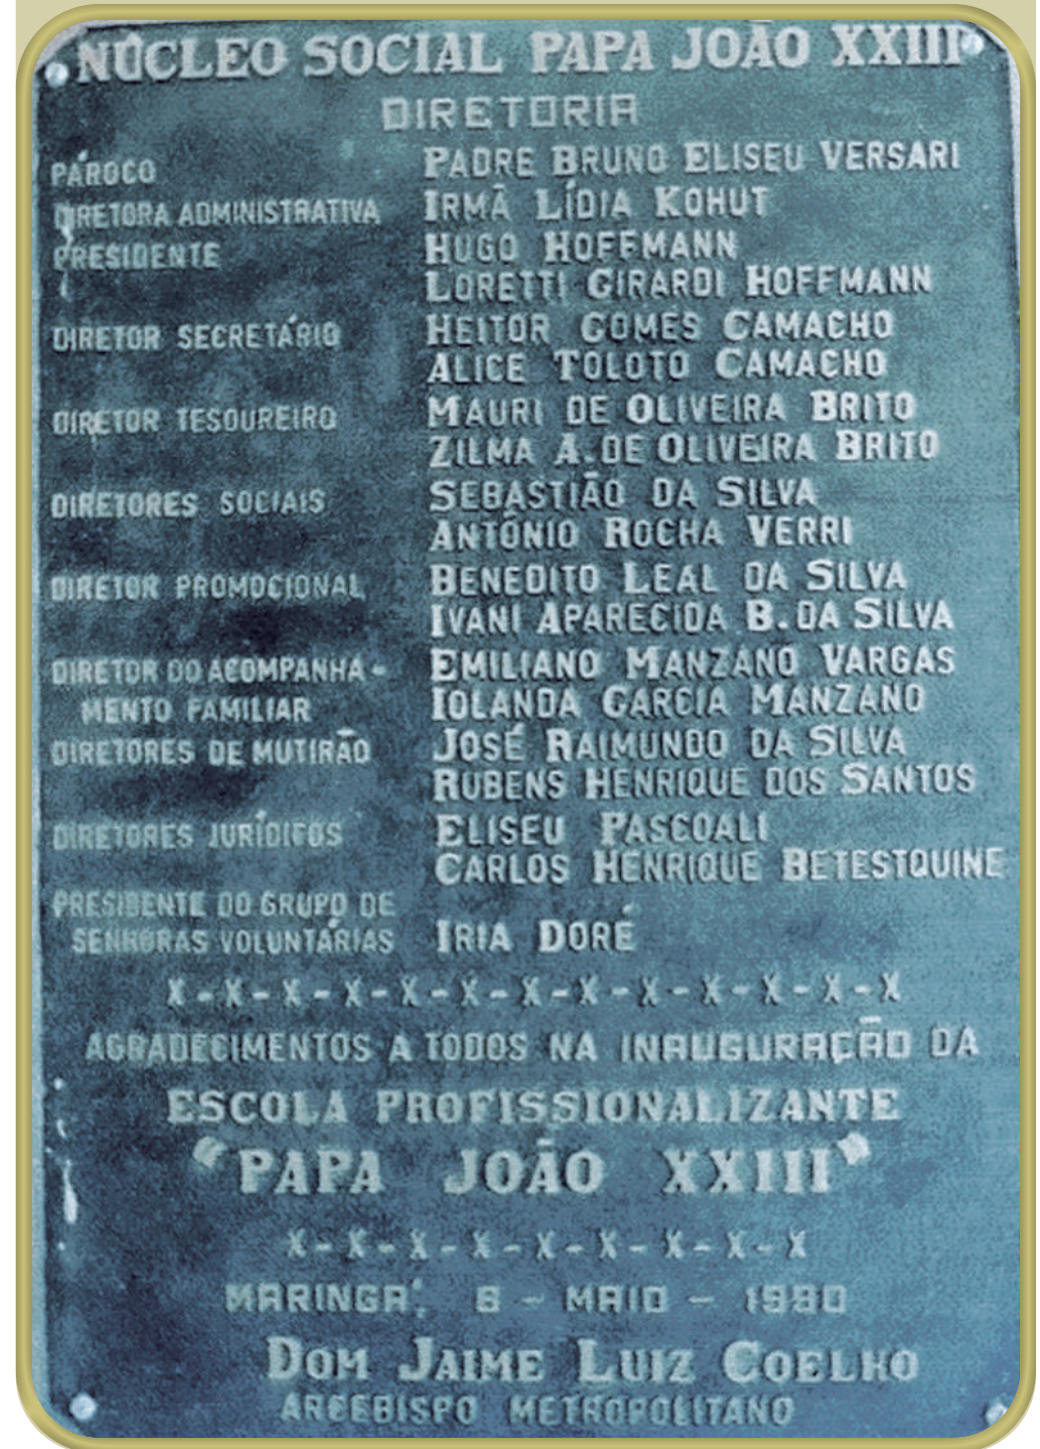 NÚCLEO SOCIAL PAPA JOÃO XXIII
DIRETORIA
PÁROCO PADRE BRUNO ELISEU VERSARI
DIRETORA ADMINISTRATIVA IRMÃ LÍDIA KOHUT
PRESIDENTE HUGO HOFFMANN
LORETTI GIRARDI HOFFMANN
DIRETOR SECRETÁRIO HEITOR GOMES CAMACHO
ALICE TOLOTO CAMACHO
DIRETOR TESOUREIRO MAURI DE OLIVEIRA BRITO
ZILMA A. DE OLIVEIRA BRITO
DIRETORES SOCIAIS SEBASTIÃO DA SILVA
ANTÔNIO ROCHA VERRI
DIRETOR PROMOCIONAL BENEDITO LEAL DA SILVA
IVANI APARECIDA B. DA SILVA
DIRETOR DO ACOMPANHA- EMILIANO MANZANO VARGAS
MENTO FAMILIAR IOLANDA GARCIA MANZANO
DIRETORES DE MUTIRÃO JOSÉ RAIMUNDO DA SILVA
RUBENS HENRIQUE DOS SANTOS
DIRETORES JURÍDICOS ELISEU PASCOALI
CARLOS HENRIQUE BETESTQUINE
PRESIDENTE DO GRUPO DE
SENHORAS VOLUNTÁRIAS IRIA DORÉ
X-X-X-X-X-X-X-X-X-X-X-X-X
AGRADECIMENTOS A TODOS NA INAUGURAÇÃO DA
ESCOLA PROFISSIONALIZANTE
"PAPA JOÃO XXIII"
X-X-X-X-X-X-X-X-X
MARINGÁ, - MAIO -
DOM JAIME LUIZ COELHO
ARCEBISPO METROPOLITANO